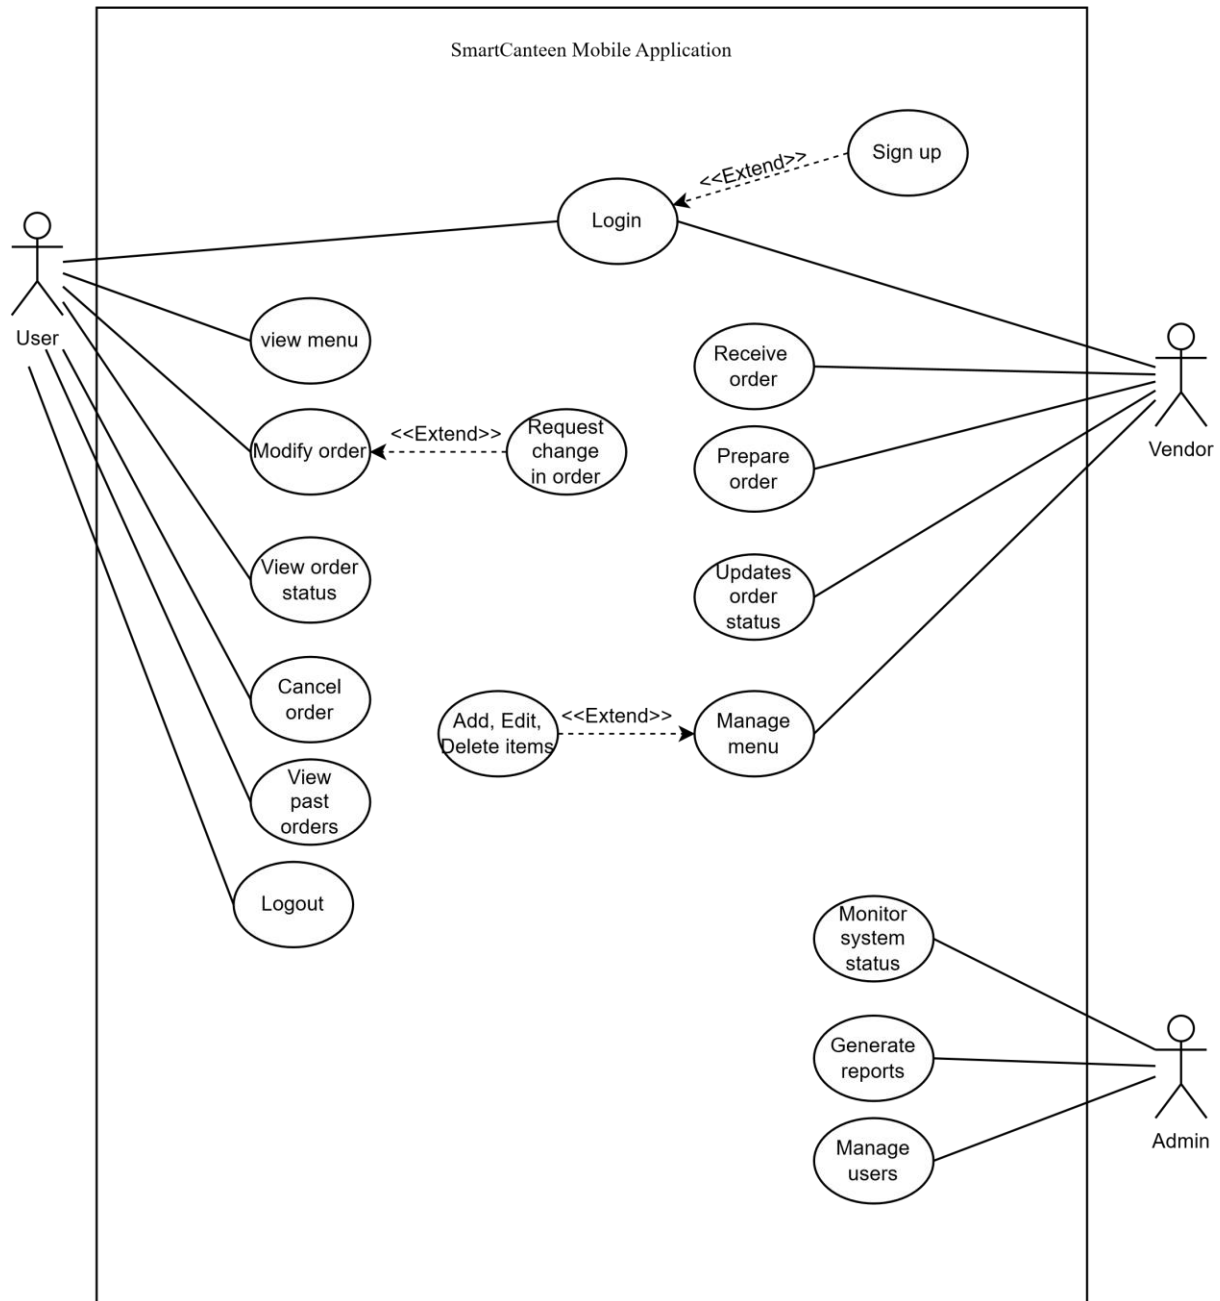 SmartCanteen Mobile Application
Sign up
<<Extend>>
Login
User
view menu
Receive
order
Vendor
Modify order
<<Extend>>
Request
change
in order
Prepare
order
View order
status
Updates
order
status
Cancel
order
Add, Edit,
Delete items
<<Extend>>
Manage
menu
View
past
orders
Logout
Monitor
system
status
Generate
reports
Admin
Manage
users